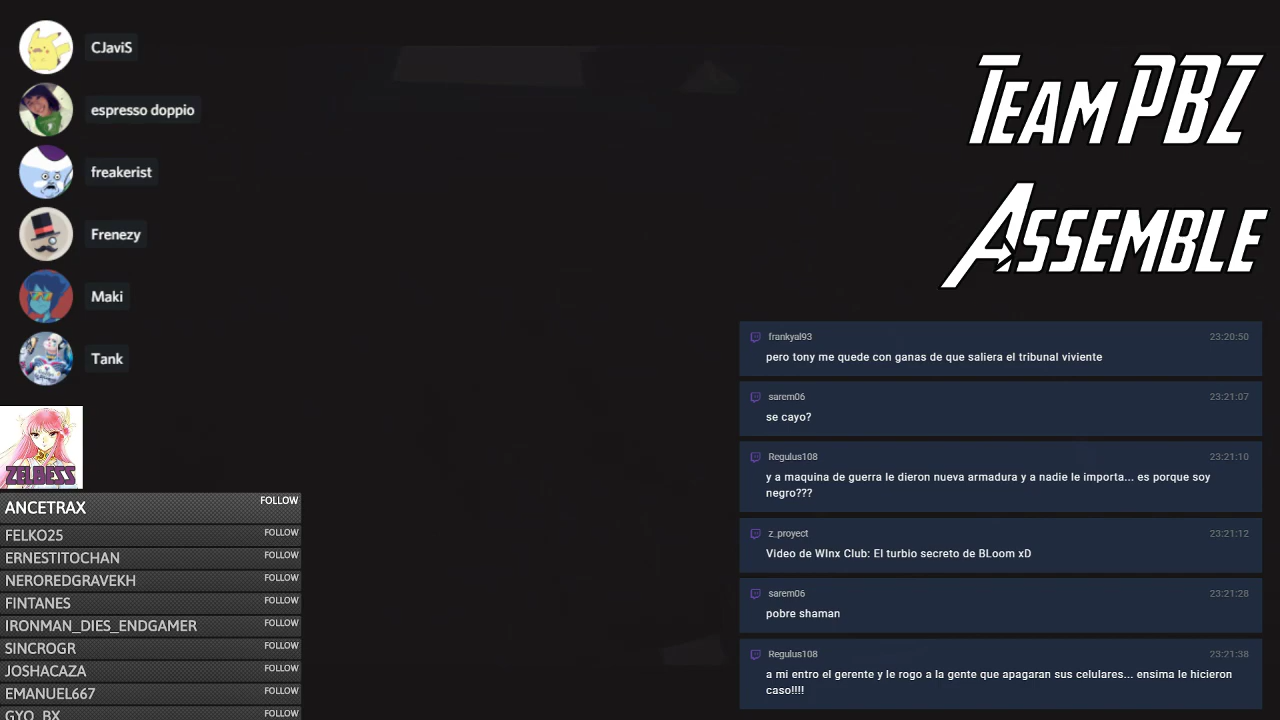 CJaviS
espresso doppio
freakerist
Frenezy
Maki
Tank
ZELBESS
ANCETRAX FOLLOW
FELKO25 FOLLOW
ERNESTITOCHAN FOLLOW
NEROREDGRAVEKH FOLLOW
FINTANES FOLLOW
IRONMAN_DIES_ENDGAMER FOLLOW
SINCROGR FOLLOW
JOSHACAZA FOLLOW
EMANUEL667 FOLLOW
GYO_BX FOLLOW
TEAM PBZ
ASSEMBLE
frankyal93 23:20:50
pero tony me quede con ganas de que saliera el tribunal viviente
sarem06 23:21:07
se cayo?
Regulus108 23:21:10
y a maquina de guerra le dieron nueva armadura y a nadie le importa... es porque soy
negro???
z_proyect 23:21:12
Video de WInx Club: El turbio secreto de BLoom xD
sarem06 23:21:28
pobre shaman
Regulus108 23:21:38
a mi entro el gerente y le rogo a la gente que apagaran sus celulares... ensima le hicieron
caso!!!!